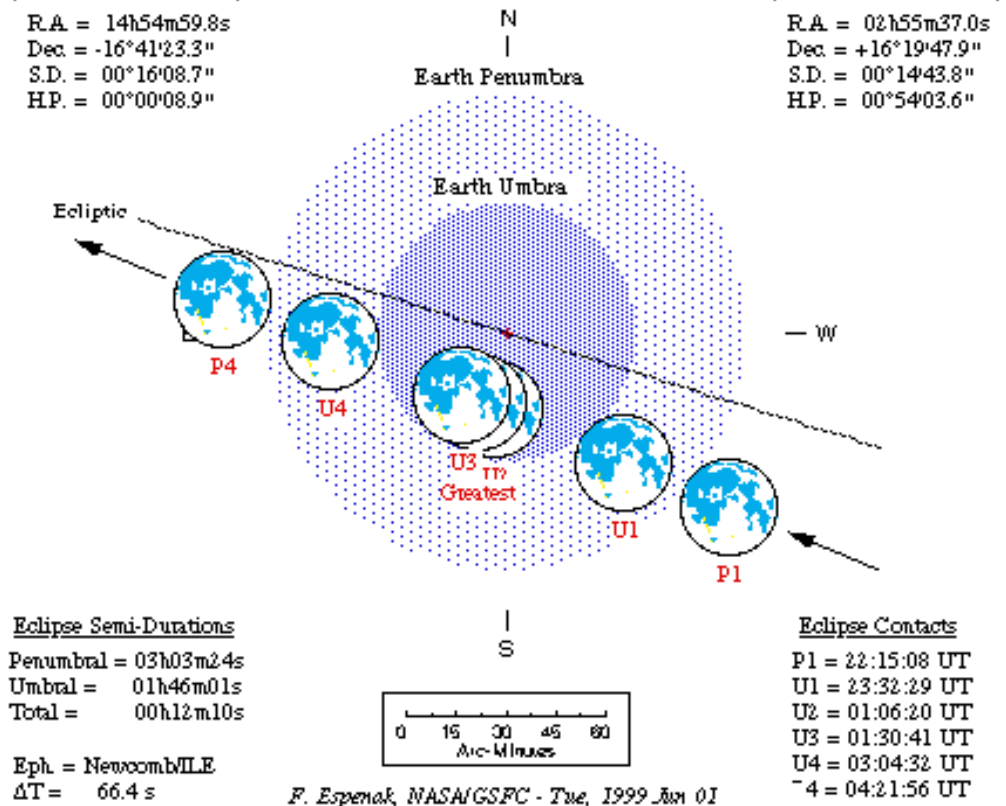 R.A. = 14h54m59.8s
Dec. = -16°41'23.3"
S.D. = 00°16'08.7"
H.P. = 00°00'08.9"
N
R.A. = 02h55m37.0s
Dec. = +16°19'47.9"
S.D. = 00°14'43.8"
H.P. = 00°54'03.6"
Earth Penumbra
Earth Umbra
Ecliptic
W
P4
U4
U3
Greatest
U1
P1
S
Eclipse Semi-Durations
Penumbral = 03h03m24s
Umbral = 01h46m01s
Total = 00h12m10s
Eph. = Newcomb/ILE
ΔT = 66.4 s
0 15 30 45 60
Arc-Minutes
F. Espenak, NASA/GSFC - Tue, 1999 Jun 01
Eclipse Contacts
P1 = 22:15:08 UT
U1 = 23:32:29 UT
U2 = 01:06:20 UT
U3 = 01:30:41 UT
U4 = 03:04:32 UT
4 = 04:21:56 UT